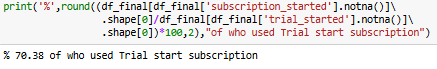 print('%',round((df_final[df_final['subscription_started'].notna()]\
.shape[0]/df_final[df_final['trial_started'].notna()]\
.shape[0])*100,2),"of who used Trial start subscription")
% 70.38 of who used Trial start subscription